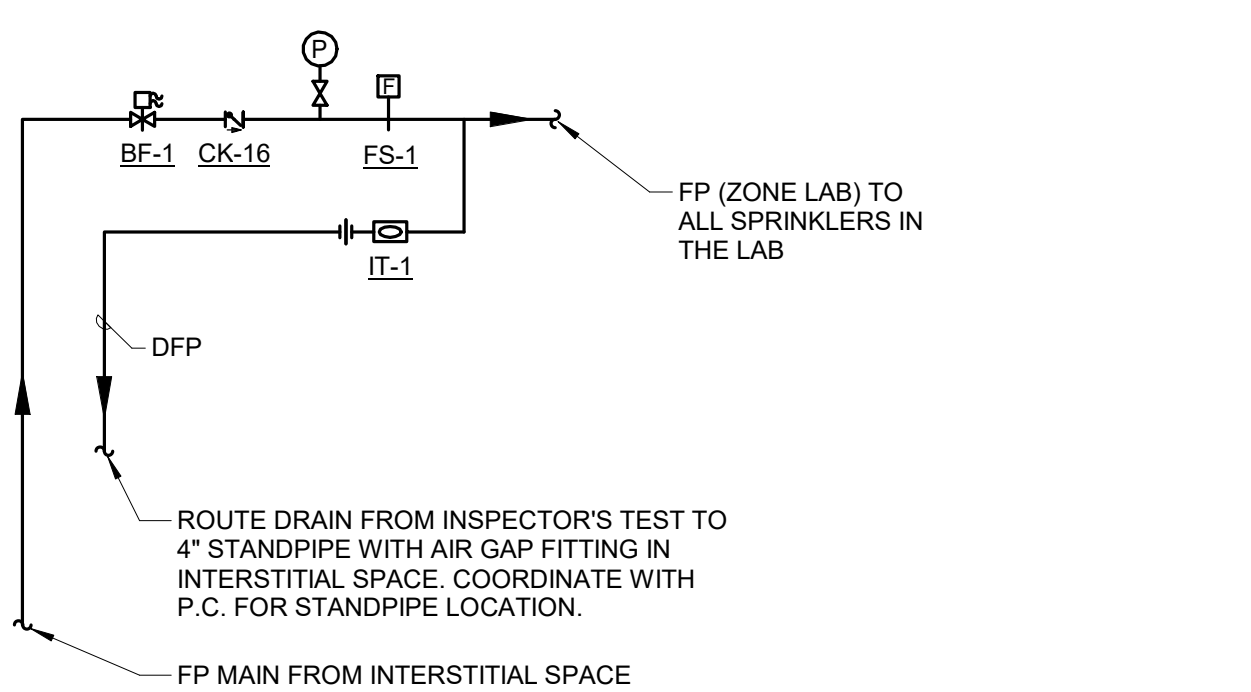 P
F
BF-1
CK-16
FS-1
FP (ZONE LAB) TO
ALL SPRINKLERS IN
THE LAB
IT-1
DFP
ROUTE DRAIN FROM INSPECTOR'S TEST TO
4" STANDPIPE WITH AIR GAP FITTING IN
INTERSTITIAL SPACE. COORDINATE WITH
P.C. FOR STANDPIPE LOCATION.
FP MAIN FROM INTERSTITIAL SPACE